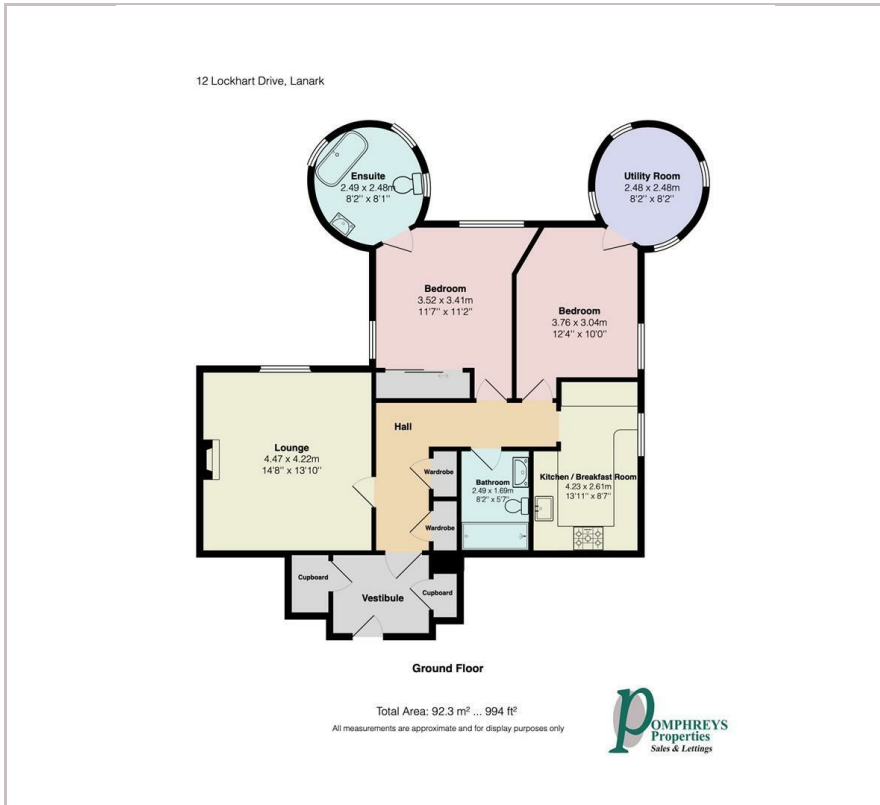 12 Lockhart Drive, Lanark
Ensuite
2.49 x 2.48m
8'2" x 8'1"
Utility Room
2.48 x 2.48m
8'2" x 8'2"
Bedroom
3.52 x 3.41m
11'7" x 11'2"
Bedroom
3.76 x 3.04m
12'4" x 10'0"
Lounge
4.47 x 4.22m
14'8" x 13'10"
Hall
Wardrobe
Bathroom
2.49 x 1.69m
8'2" x 5'7"
Kitchen / Breakfast Room
4.23 x 2.61m
13'11" x 8'7"
Wardrobe
Cupboard
Vestibule
Cupboard
Ground Floor
Total Area: 92.3 m² ... 994 ft²
All measurements are approximate and for display purposes only
POMPHREYS
Properties
Sales & Lettings